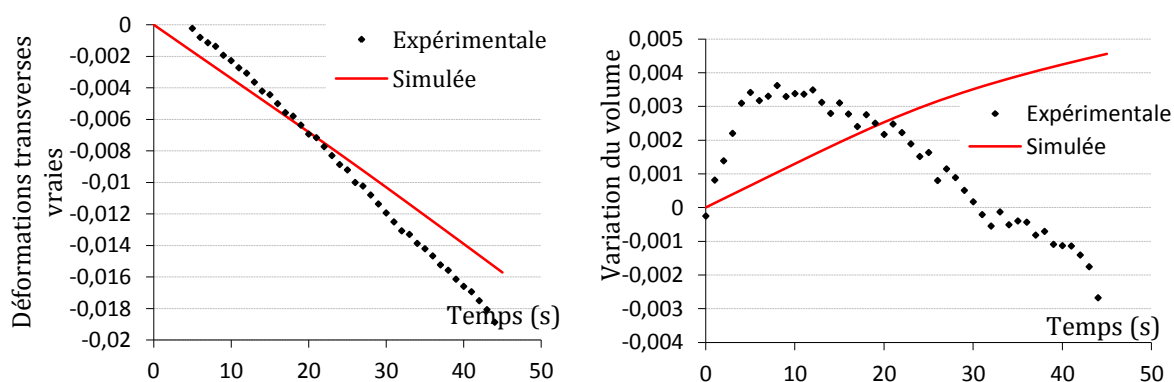 Déformations transverses
vraies
0
-0,002
-0,004
-0,006
-0,008
-0,01
-0,012
-0,014
-0,016
-0,018
-0,02
Expérimentale
Simulée
Temps (s)
0 10 20 30 40 50
Variation du volume
0,005
0,004
0,003
0,002
0,001
0
-0,001
-0,002
-0,003
-0,004
Expérimentale
Simulée
Temps (s)
0 10 20 30 40 50